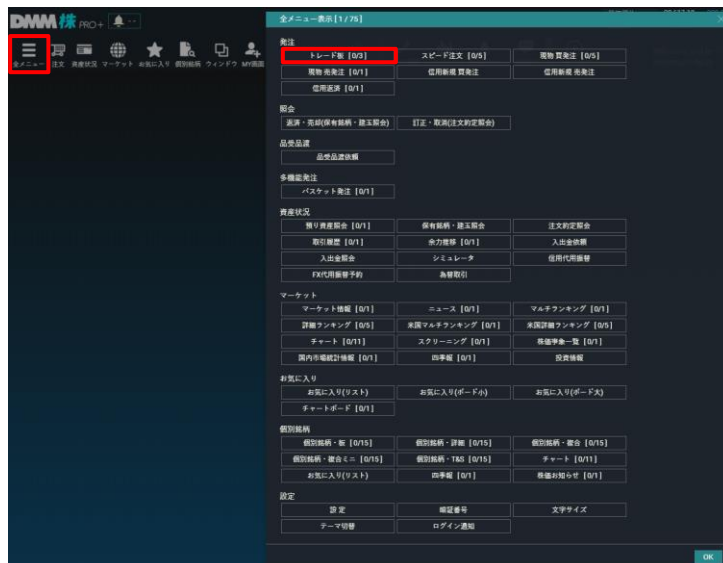 DMM 株 PRO+
全メニュー 注文 資産状況 マーケット お気に入り 個別銘柄 ウィンドウ MY画面
全メニュー表示 [1/75]
発注
トレード板 [0/3] スピード注文 [0/5] 現物 買発注 [0/5]
現物 売発注 [0/1] 信用新規 買発注 信用新規 売発注
信用返済 [0/1]
照会
返済・売却(保有銘柄・建玉照会) 訂正・取消(注文約定照会)
品受品渡
品受品渡依頼
多機能発注
バスケット発注 [0/1]
資産状況
預り資産照会 [0/1] 保有銘柄・建玉照会 注文約定照会
取引履歴 [0/1] 余力推移 [0/1] 入出金依頼
入出金照会 シミュレータ 信用代用振替
FX代用振替予約 為替取引
マーケット
マーケット情報 [0/1] ニュース [0/1] マルチランキング [0/1]
詳細ランキング [0/5] 米国マルチランキング [0/1] 米国詳細ランキング [0/5]
チャート [0/11] スクリーニング [0/1] 株価予象一覧 [0/1]
国内市場統計情報 [0/1] 四季報 [0/1] 投資情報
お気に入り
お気に入り(リスト) お気に入り(ボード小) お気に入り(ボード大)
チャートボード [0/1]
個別銘柄
個別銘柄・板 [0/15] 個別銘柄・詳細 [0/15] 個別銘柄・複合 [0/15]
個別銘柄・複合ミニ [0/15] 個別銘柄・T&S [0/15] チャート [0/11]
お気に入り(リスト) 四季報 [0/1] 株価お知らせ [0/1]
設定
設定 暗証番号 文字サイズ
テーマ切替 ログイン通知
OK